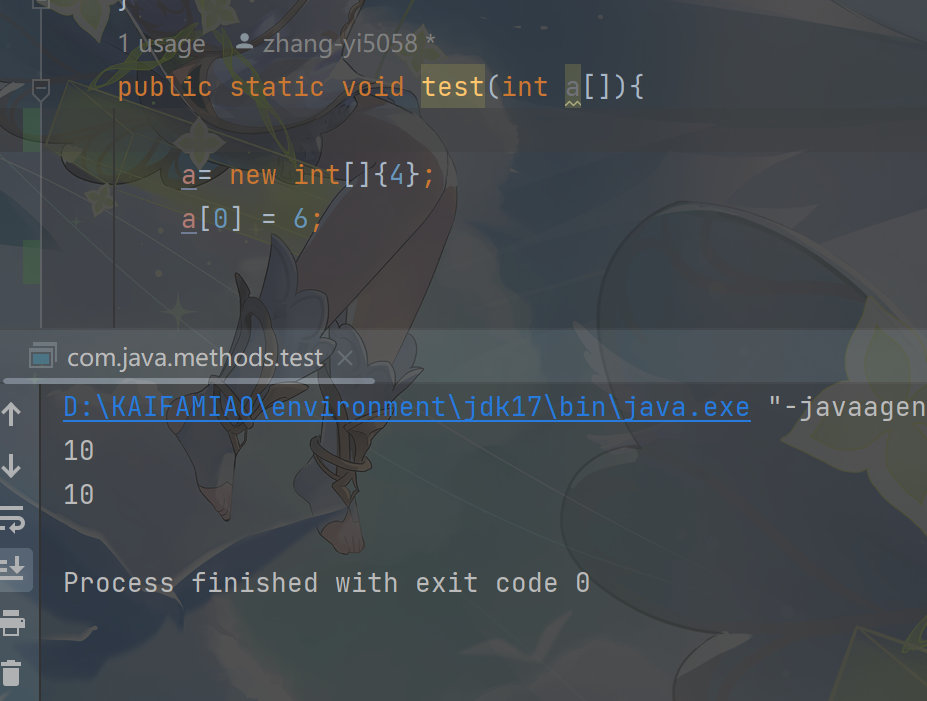 }
1 usage zhang-yi5058 *
public static void test(int a[]){
a= new int[]{4};
a[0] = 6;
com.java.methods.test
D:\KAIFAMIAO\environment\jdk17\bin\java.exe "-javaagen
10
10
Process finished with exit code 0